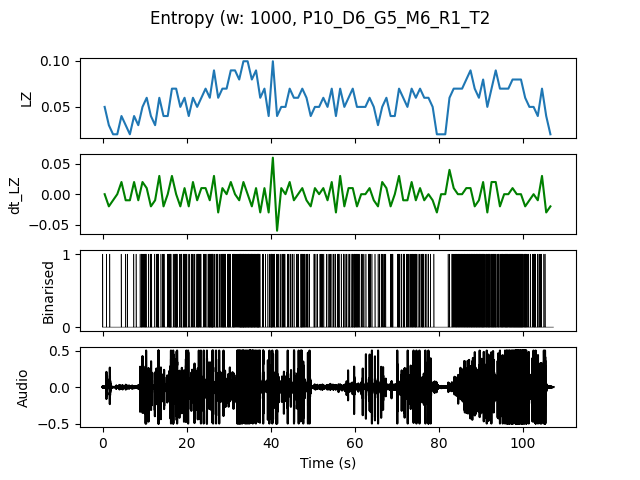 Entropy (w: 1000, P10_D6_G5_M6_R1_T2
0.10
0.05
LZ
0.05
0.00
−0.05
dt_LZ
1
0
Binarised
0.5
0.0
−0.5
Audio
0 20 40 60 80 100
Time (s)